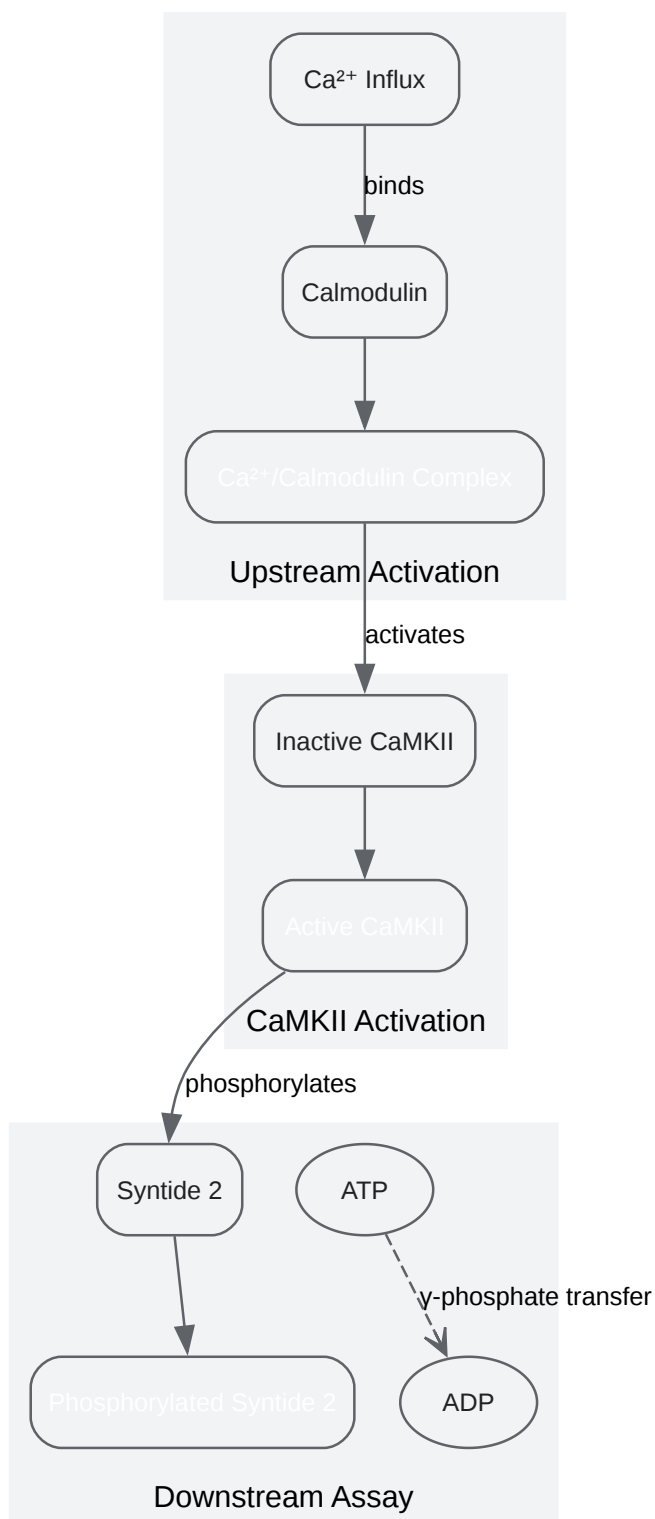 Ca²⁺ Influx
binds
Calmodulin
Ca²⁺/Calmodulin Complex
Upstream Activation
activates
Inactive CaMKII
Active CaMKII
CaMKII Activation
phosphorylates
Syntide 2
ATP
γ-phosphate transfer
Phosphorylated Syntide 2
ADP
Downstream Assay